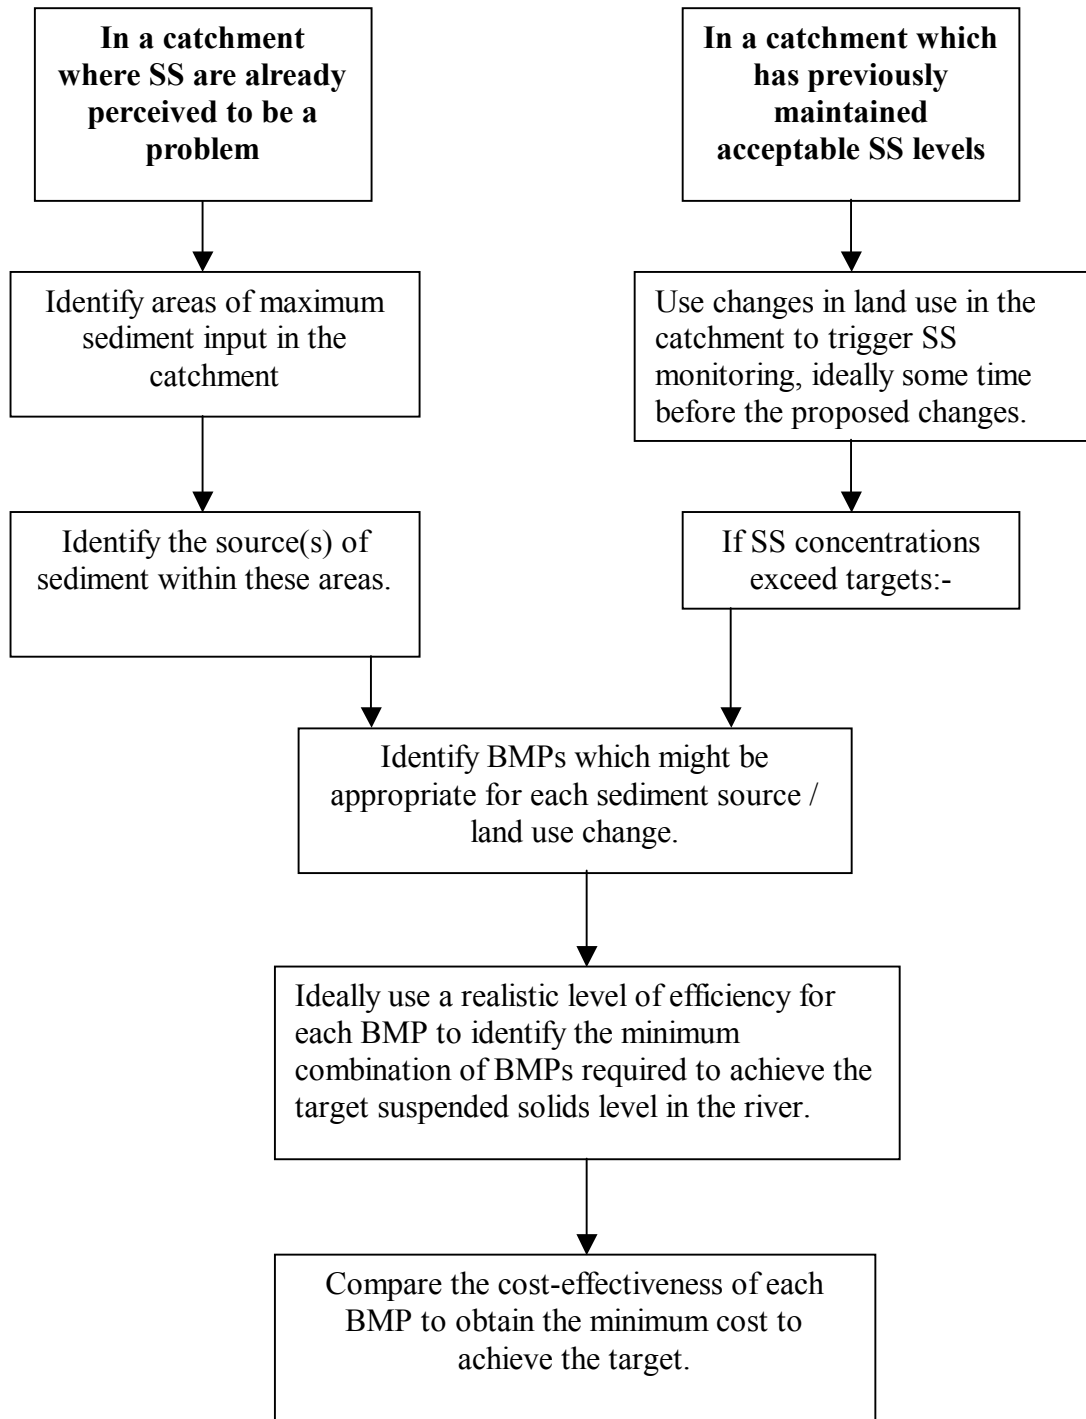 In a catchment
where SS are already
perceived to be a
problem
In a catchment which
has previously
maintained
acceptable SS levels
Identify areas of maximum
sediment input in the
catchment
Use changes in land use in the
catchment to trigger SS
monitoring, ideally some time
before the proposed changes.
Identify the source(s) of
sediment within these areas.
If SS concentrations
exceed targets:-
Identify BMPs which might be
appropriate for each sediment source /
land use change.
Ideally use a realistic level of efficiency for
each BMP to identify the minimum
combination of BMPs required to achieve the
target suspended solids level in the river.
Compare the cost-effectiveness of each
BMP to obtain the minimum cost to
achieve the target.